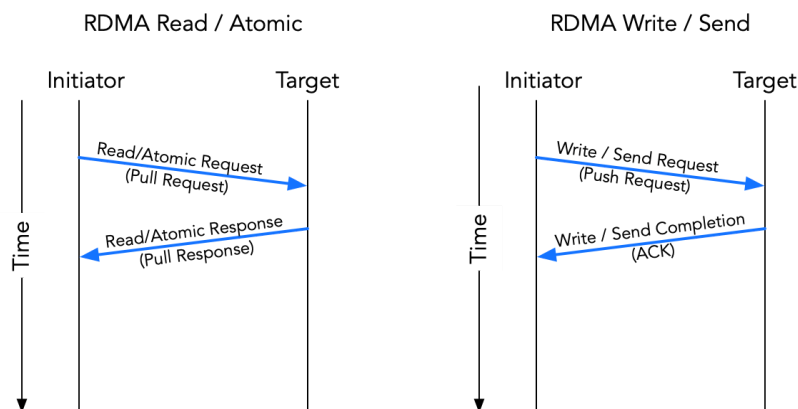 RDMA Read / Atomic
Initiator
Target
Read/Atomic Request
(Pull Request)
Read/Atomic Response
(Pull Response)
Time
RDMA Write / Send
Initiator
Target
Write / Send Request
(Push Request)
Write / Send Completion
(ACK)
Time